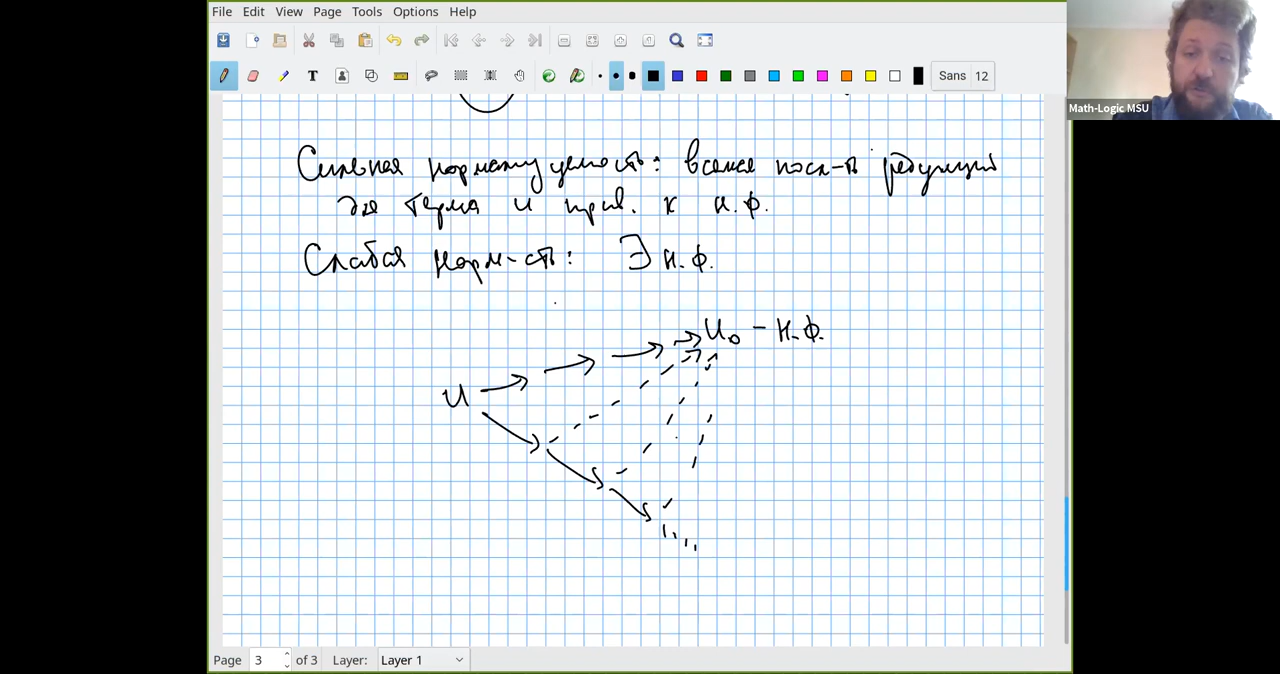 File Edit View Page Tools Options Help
Sans 12
Math-Logic MSU
Сильная нормализуемость: всякая посл-ть редукций
для терма u прив. к н.ф.
Слабая норм-сть: ∃ н.ф.
u₀ — н.ф.
u
Page 3 of 3 Layer: Layer 1